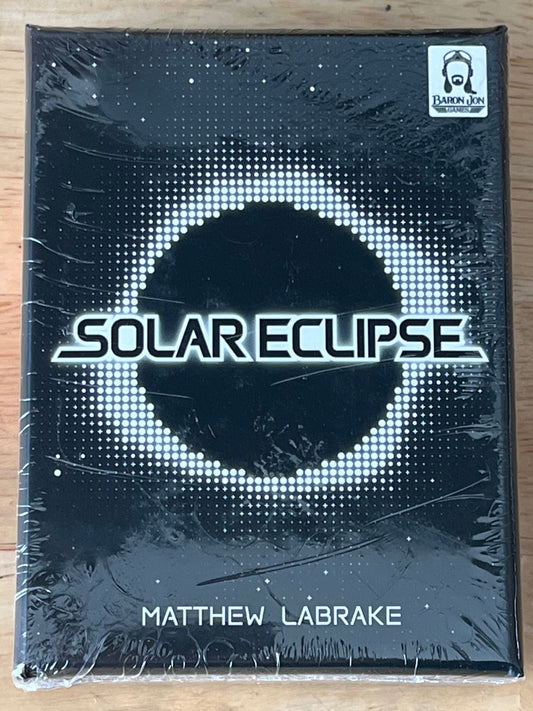 BARON JON
GAMES
SOLAR ECLIPSE
MATTHEW LABRAKE